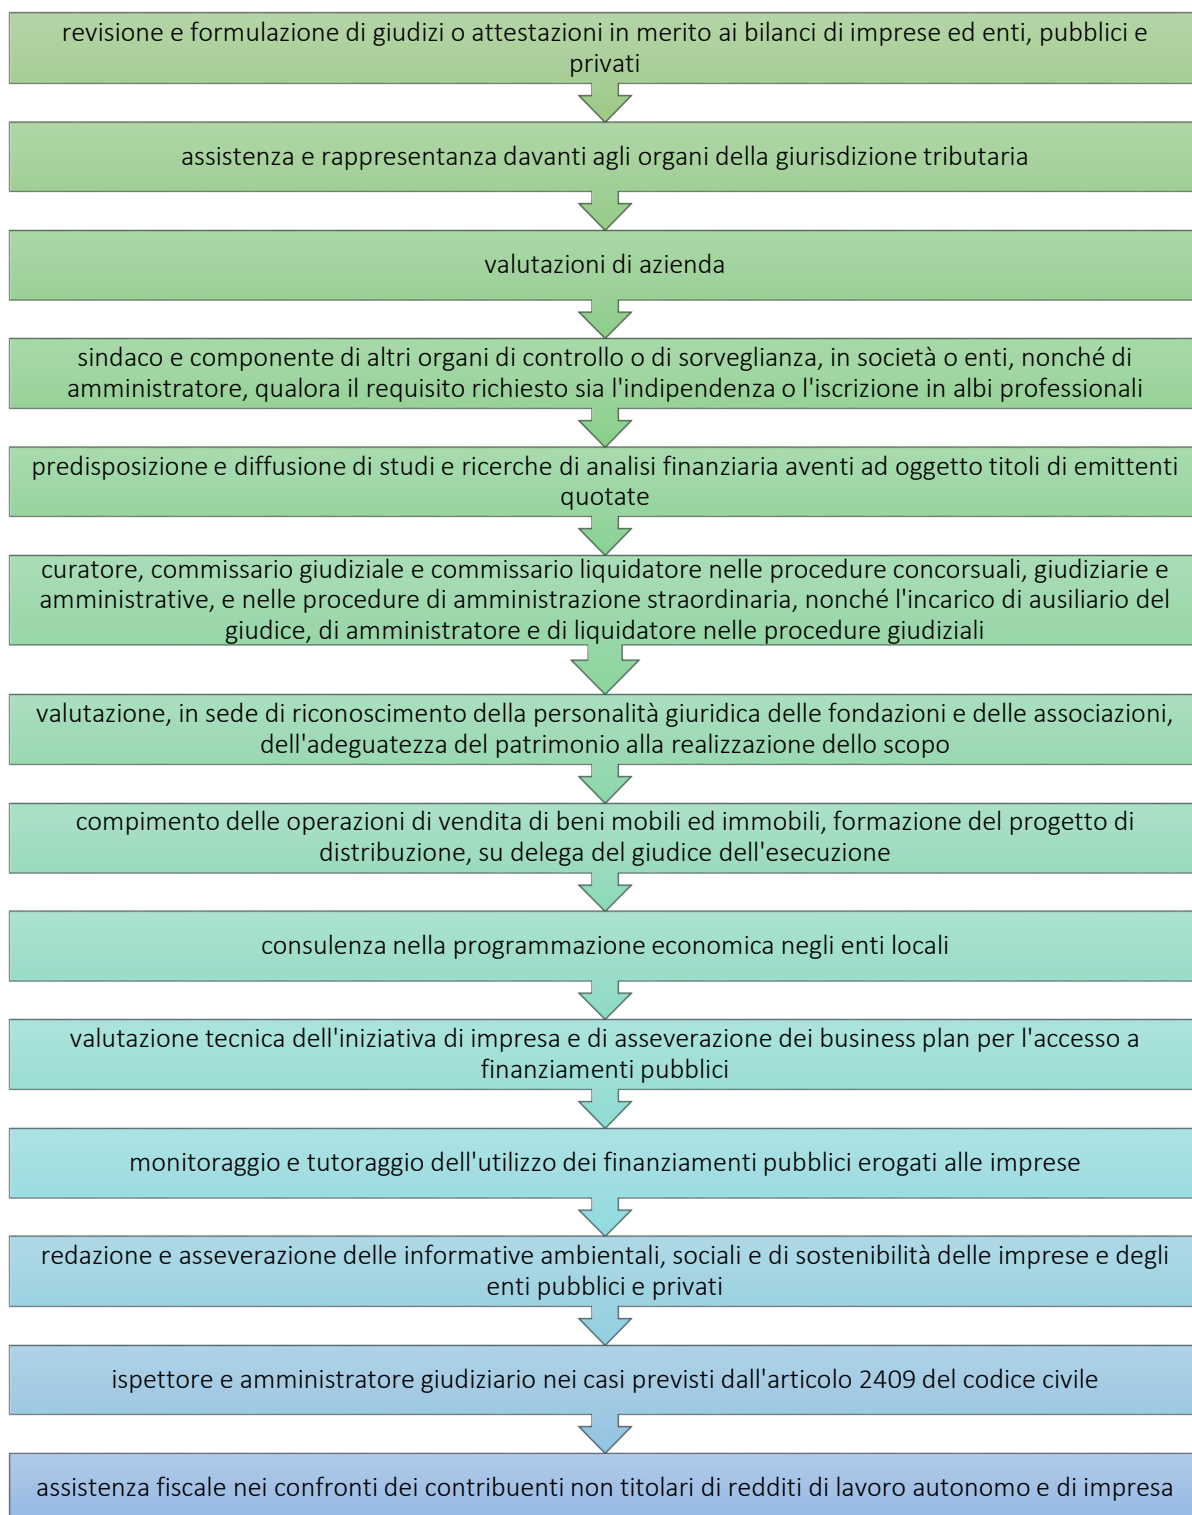 revisione e formulazione di giudizi o attestazioni in merito ai bilanci di imprese ed enti, pubblici e
privati
assistenza e rappresentanza davanti agli organi della giurisdizione tributaria
valutazioni di azienda
sindaco e componente di altri organi di controllo o di sorveglianza, in società o enti, nonché di
amministratore, qualora il requisito richiesto sia l'indipendenza o l'iscrizione in albi professionali
predisposizione e diffusione di studi e ricerche di analisi finanziaria aventi ad oggetto titoli di emittenti
quotate
curatore, commissario giudiziale e commissario liquidatore nelle procedure concorsuali, giudiziarie e
amministrative, e nelle procedure di amministrazione straordinaria, nonché l'incarico di ausiliario del
giudice, di amministratore e di liquidatore nelle procedure giudiziali
valutazione, in sede di riconoscimento della personalità giuridica delle fondazioni e delle associazioni,
dell'adeguatezza del patrimonio alla realizzazione dello scopo
compimento delle operazioni di vendita di beni mobili ed immobili, formazione del progetto di
distribuzione, su delega del giudice dell'esecuzione
consulenza nella programmazione economica negli enti locali
valutazione tecnica dell'iniziativa di impresa e di asseverazione dei business plan per l'accesso a
finanziamenti pubblici
monitoraggio e tutoraggio dell'utilizzo dei finanziamenti pubblici erogati alle imprese
redazione e asseverazione delle informative ambientali, sociali e di sostenibilità delle imprese e degli
enti pubblici e privati
ispettore e amministratore giudiziario nei casi previsti dall'articolo 2409 del codice civile
assistenza fiscale nei confronti dei contribuenti non titolari di redditi di lavoro autonomo e di impresa